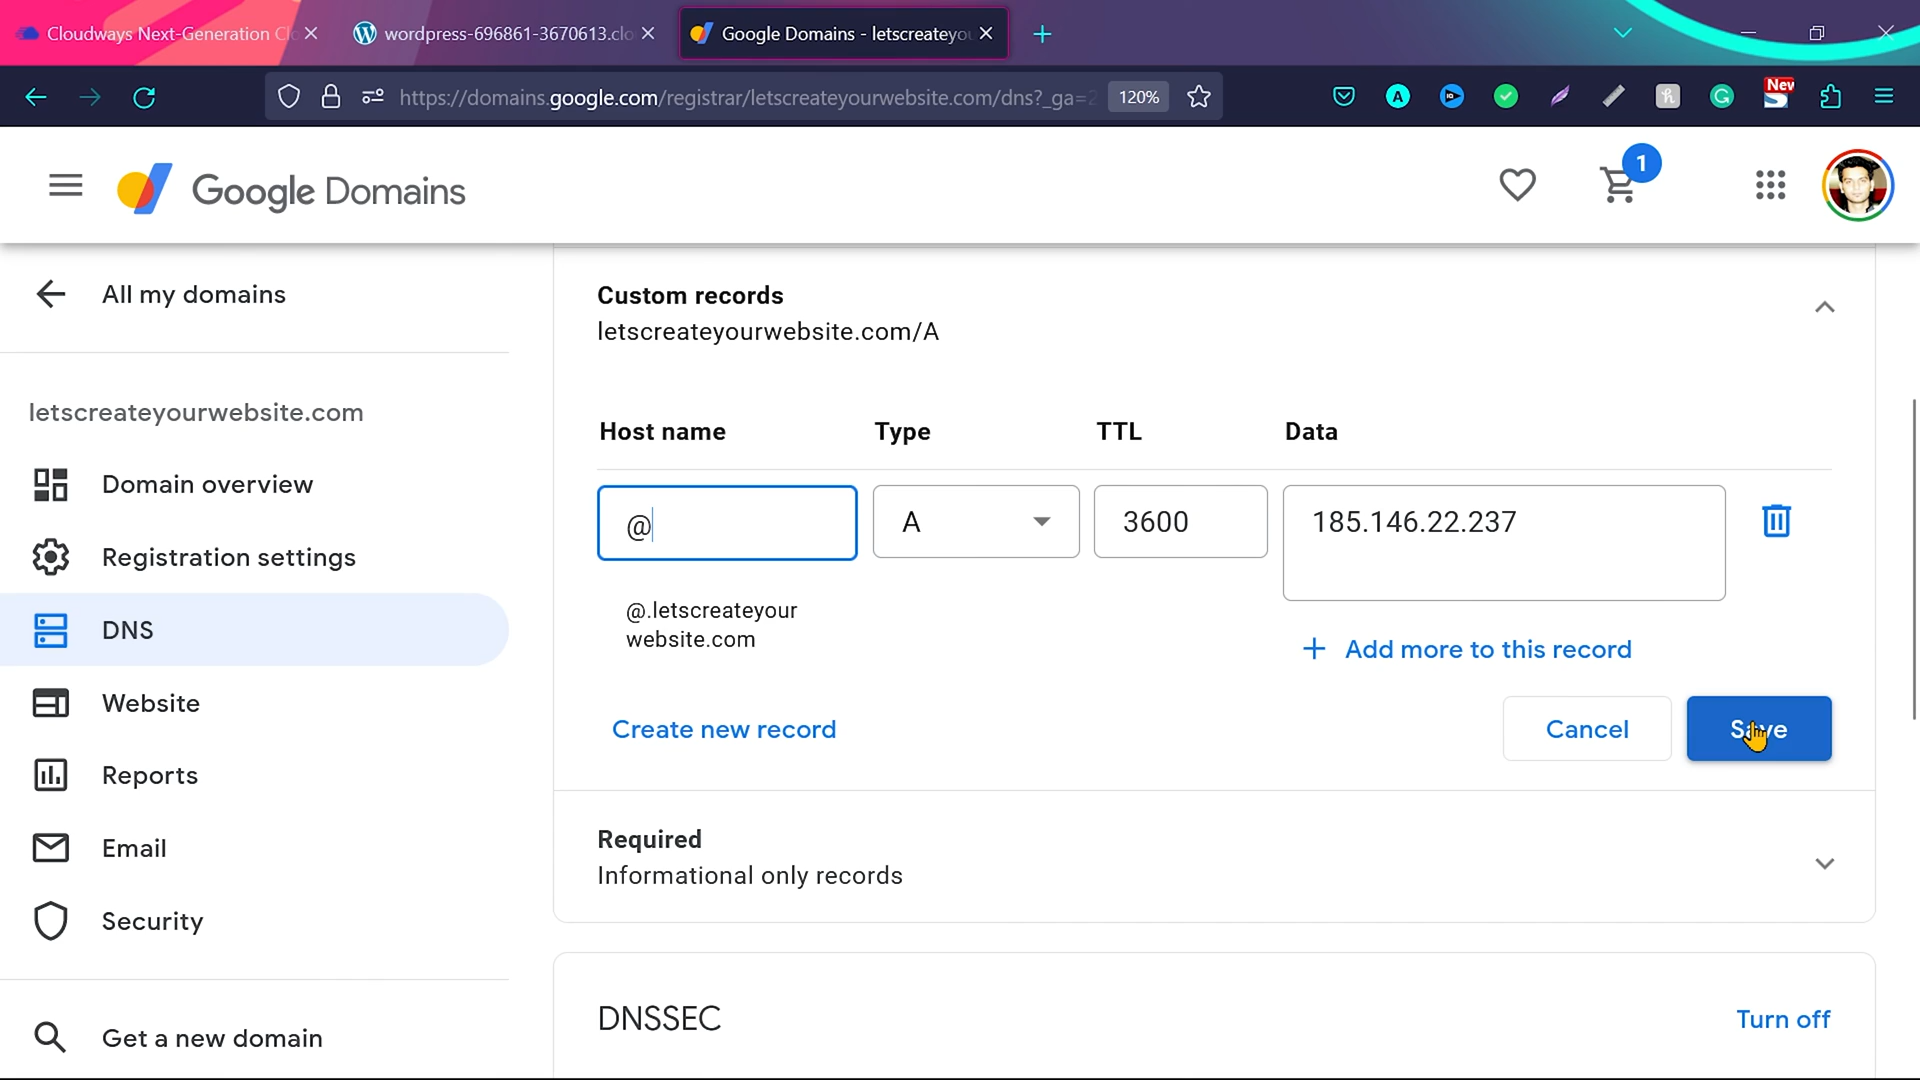 Cloudways Next-Generation Cl
wordpress-696861-3670613.clo
Google Domains - letscreateyou
https://domains.google.com/registrar/letscreateyourwebsite.com/dns?_ga=2
120%
New
Google Domains
1
All my domains
letscreateyourwebsite.com
Domain overview
Registration settings
DNS
Website
Reports
Email
Security
Get a new domain
Custom records
letscreateyourwebsite.com/A
Host name Type TTL Data
@ A 3600 185.146.22.237
@.letscreateyour
website.com
Add more to this record
Create new record Cancel Save
Required
Informational only records
DNSSEC Turn off